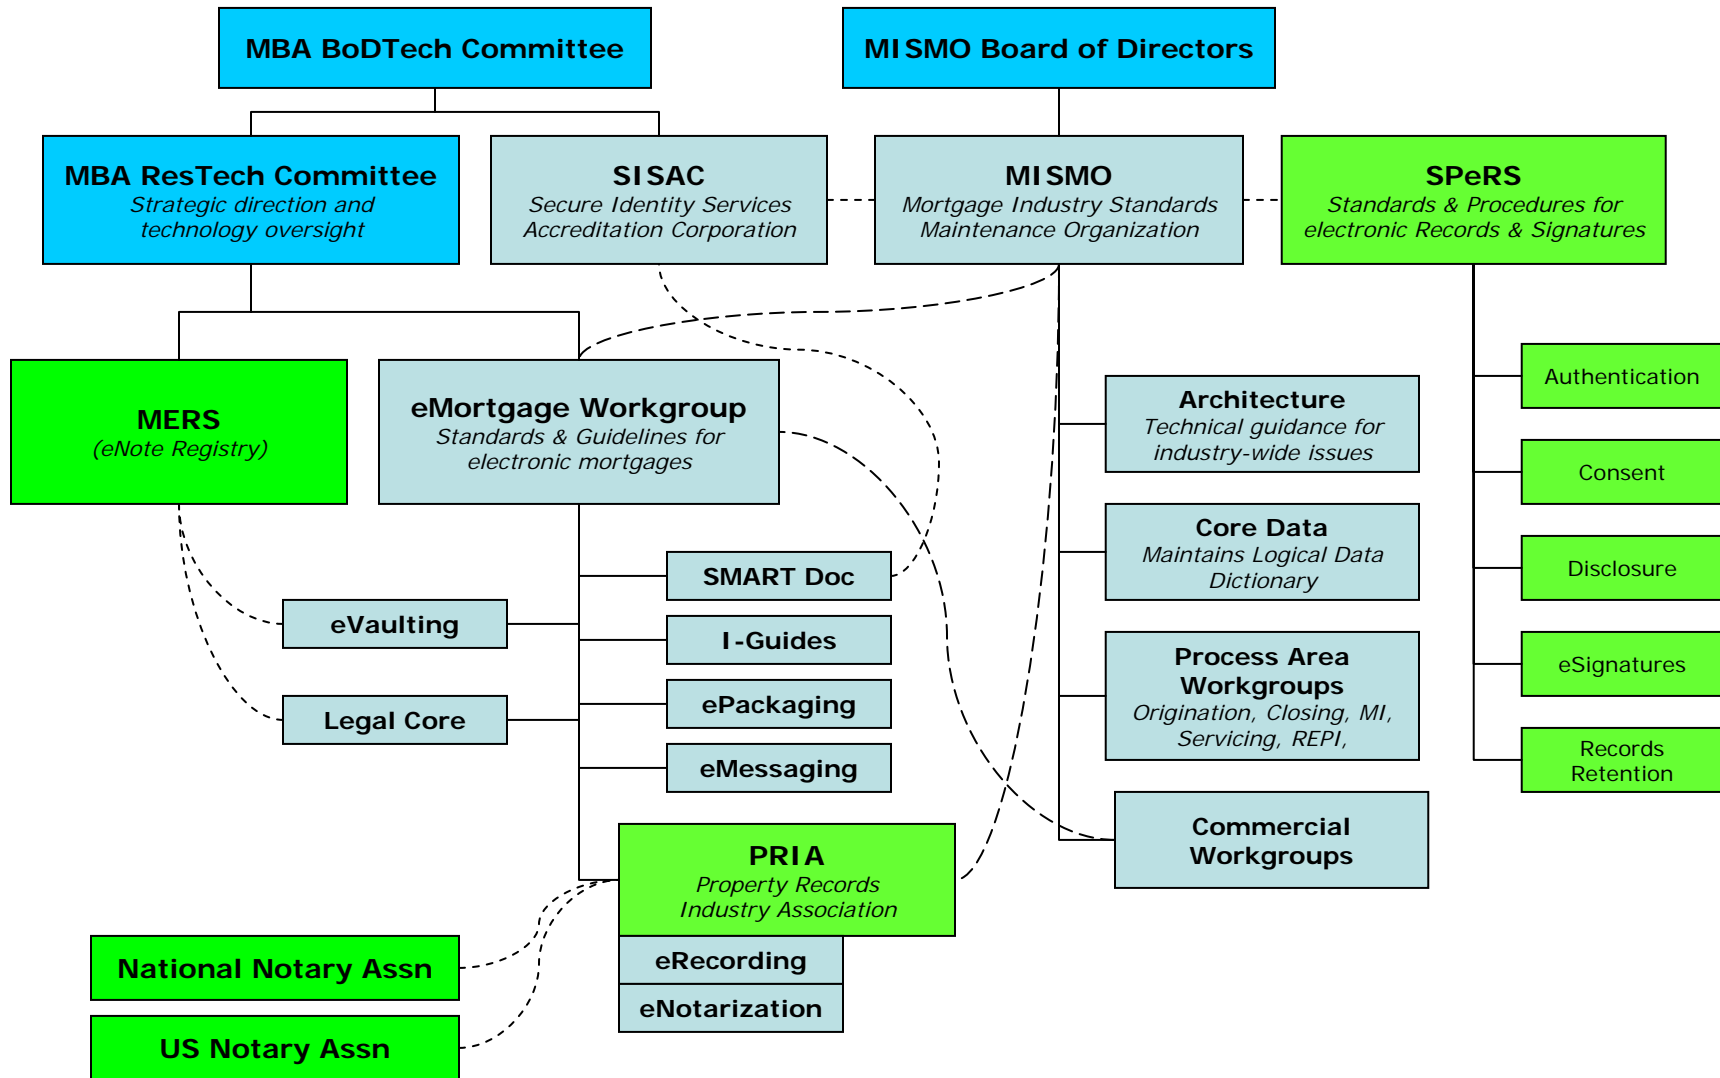 MBA BoDTech Committee
MISMO Board of Directors
MBA ResTech Committee
Strategic direction and
technology oversight
SISAC
Secure Identity Services
Accreditation Corporation
MISMO
Mortgage Industry Standards
Maintenance Organization
SPeRS
Standards & Procedures for
electronic Records & Signatures
MERS
(eNote Registry)
eMortgage Workgroup
Standards & Guidelines for
electronic mortgages
Architecture
Technical guidance for
industry-wide issues
Core Data
Maintains Logical Data
Dictionary
Process Area
Workgroups
Origination, Closing, MI,
Servicing, REPI,
Commercial
Workgroups
Authentication
Consent
Disclosure
eSignatures
Records
Retention
eVaulting
Legal Core
SMART Doc
I-Guides
ePackaging
eMessaging
PRIA
Property Records
Industry Association
eRecording
eNotarization
National Notary Assn
US Notary Assn